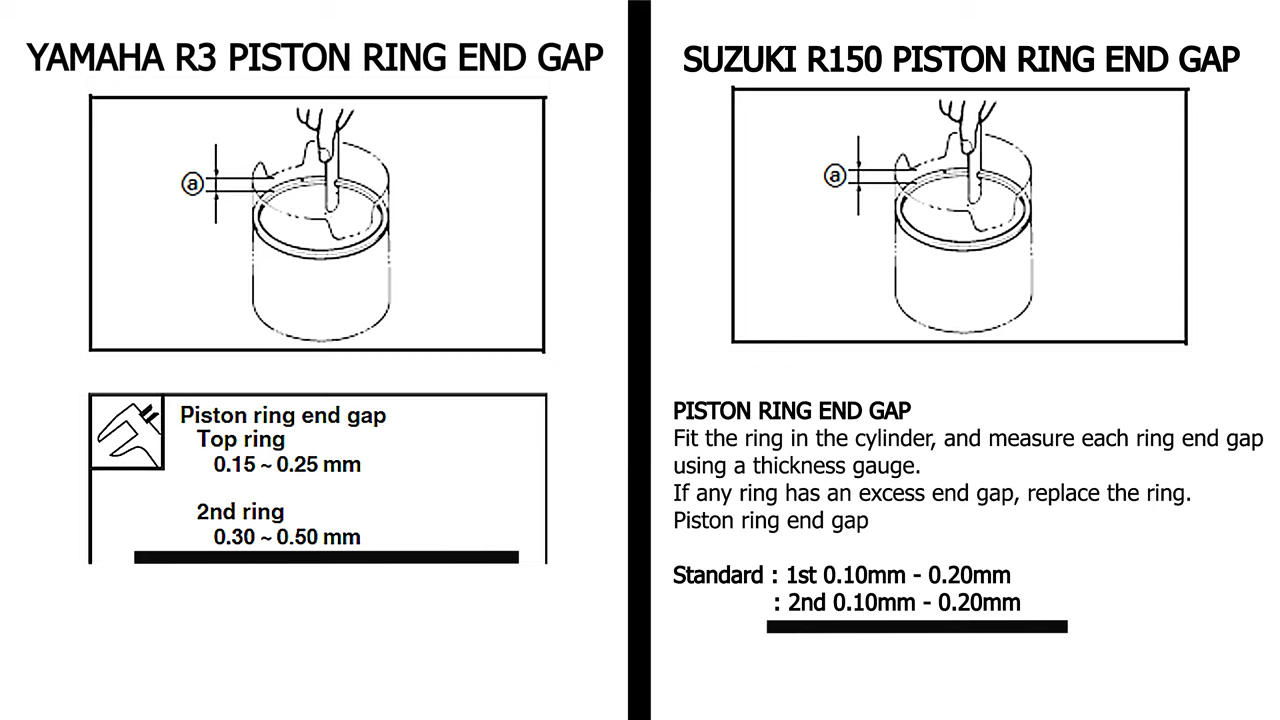 YAMAHA R3 PISTON RING END GAP
ⓐ
Piston ring end gap
Top ring
0.15 ~ 0.25 mm
2nd ring
0.30 ~ 0.50 mm
SUZUKI R150 PISTON RING END GAP
ⓐ
PISTON RING END GAP
Fit the ring in the cylinder, and measure each ring end gap
using a thickness gauge.
If any ring has an excess end gap, replace the ring.
Piston ring end gap
Standard : 1st 0.10mm - 0.20mm
: 2nd 0.10mm - 0.20mm